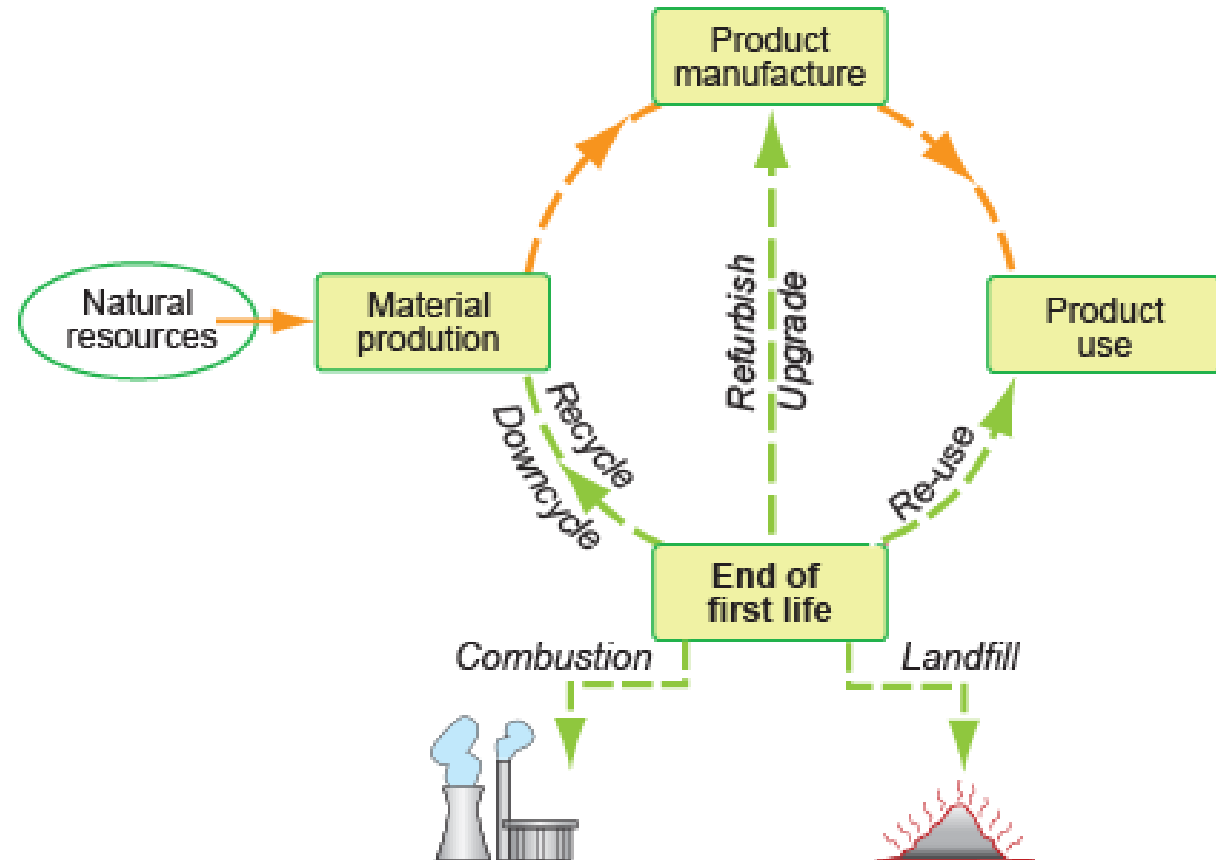 Product
manufacture
Natural
resources
Material
prodution
Refurbish
Upgrade
Product
use
Recycle
Downcycle
Re-use
End of
first life
Combustion
Landfill